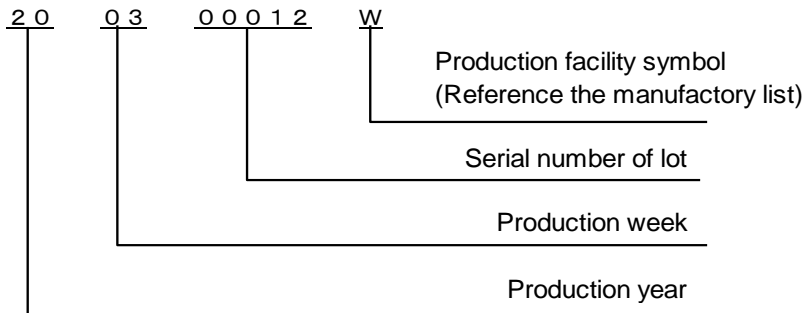 ２０ ０３ ０００１２ W
Production facility symbol
(Reference the manufactory list)
Serial number of lot
Production week
Production year